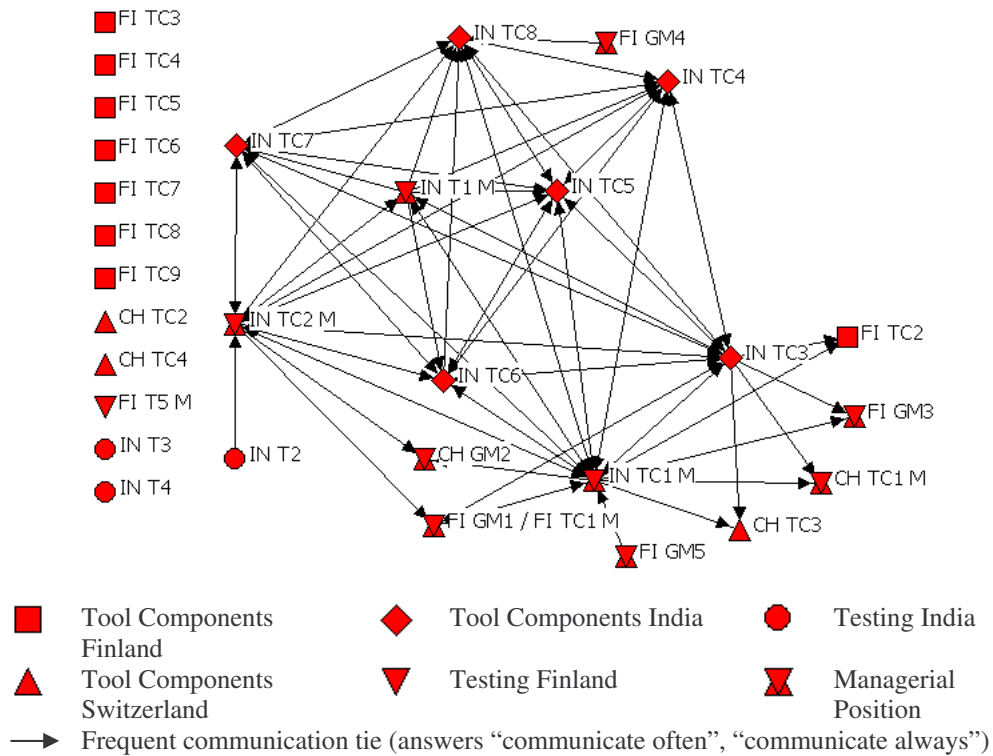 FI TC3
FI TC4
FI TC5
FI TC6
FI TC7
FI TC8
FI TC9
CH TC2
CH TC4
FI T5 M
IN T3
IN T4
IN TC8
FI GM4
IN TC4
IN TC7
IN T1 M
IN TC5
IN TC2 M
IN TC3
FI TC2
IN TC6
FI GM3
IN T2
CH GM2
IN TC1 M
CH TC1 M
FI GM1 / FI TC1 M
CH TC3
FI GM5
Tool Components
Finland
Tool Components India
Testing India
Tool Components
Switzerland
Testing Finland
Managerial
Position
Frequent communication tie (answers “communicate often”, “communicate always”)